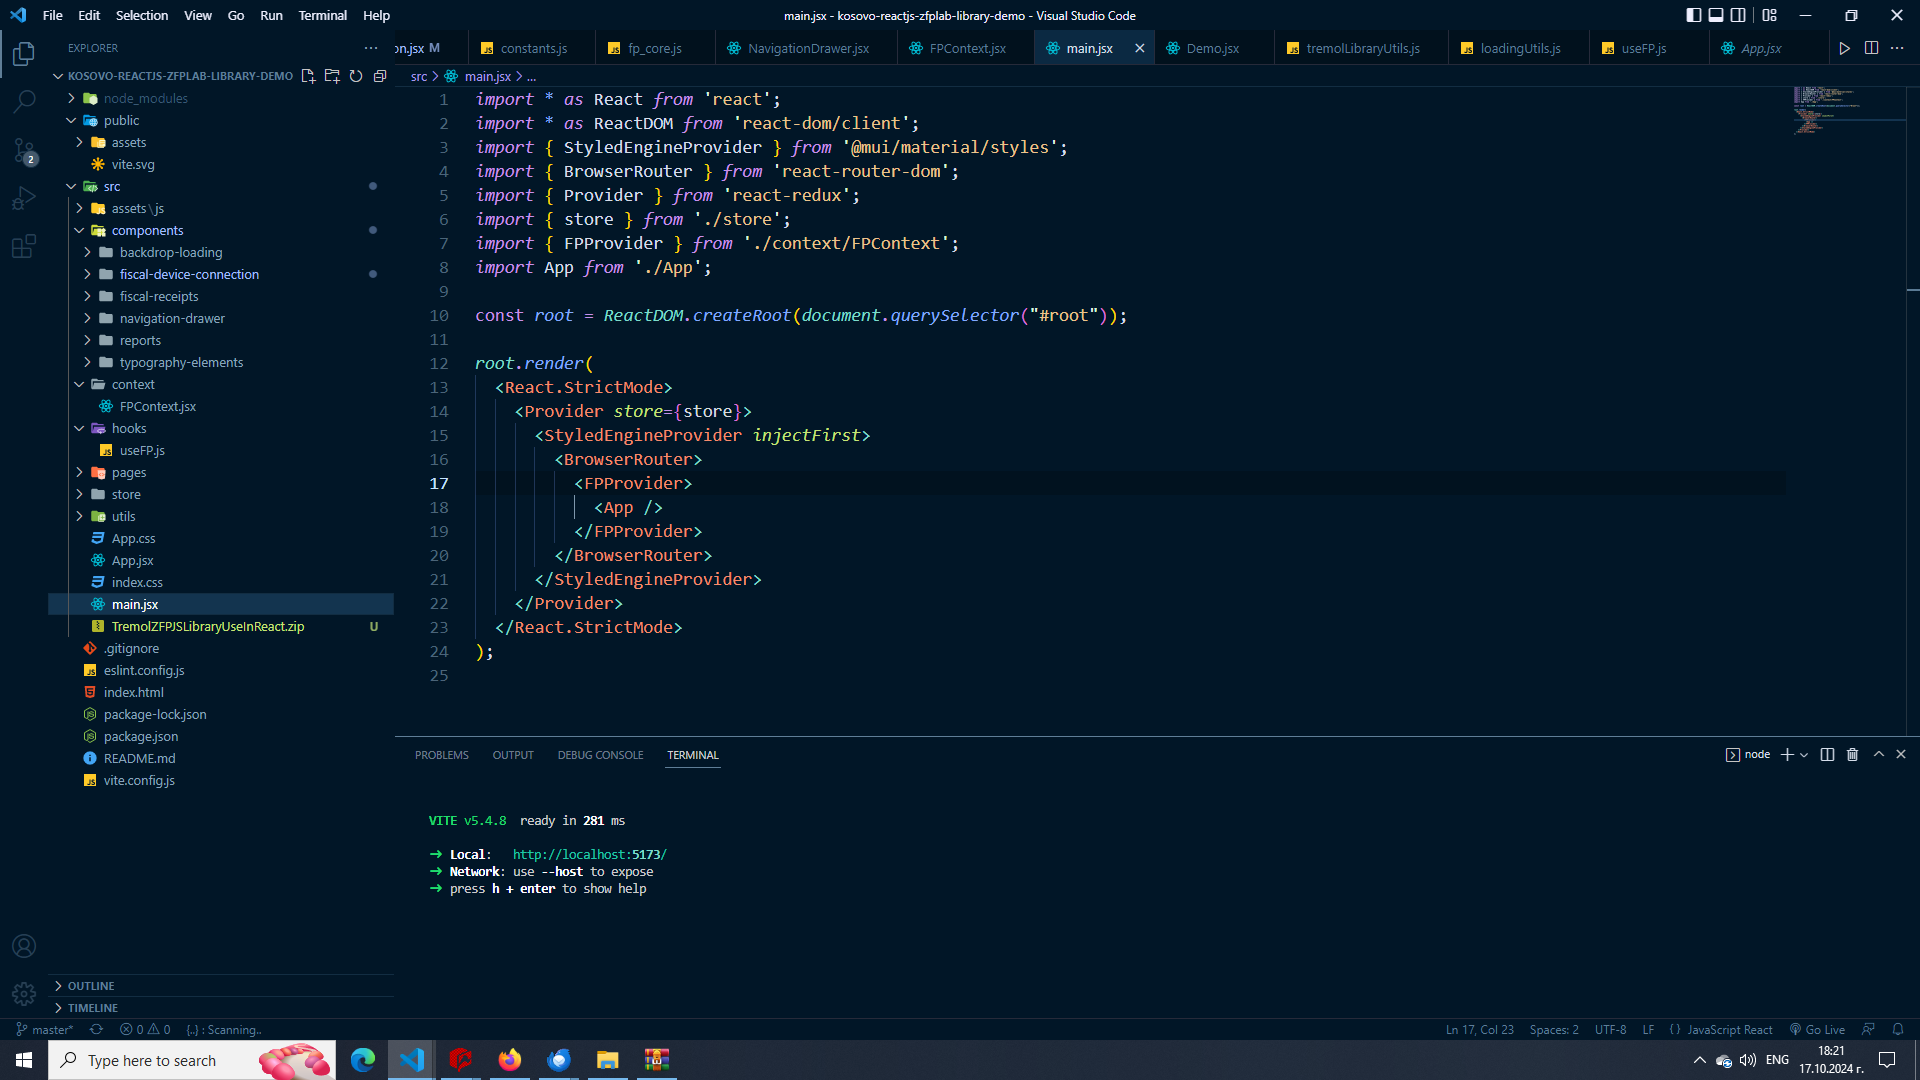 File Edit Selection View Go Run Terminal Help
main.jsx - kosovo-reactjs-zfplab-library-demo - Visual Studio Code
EXPLORER
on.jsx M
constants.js
fp_core.js
NavigationDrawer.jsx
FPContext.jsx
main.jsx
Demo.jsx
tremolLibraryUtils.js
loadingUtils.js
useFP.js
App.jsx
KOSOVO-REACTJS-ZFPLAB-LIBRARY-DEMO
node_modules
public
assets
vite.svg
src
assets\js
components
backdrop-loading
fiscal-device-connection
fiscal-receipts
navigation-drawer
reports
typography-elements
context
FPContext.jsx
hooks
useFP.js
pages
store
utils
App.css
App.jsx
index.css
main.jsx
TremolZFPJSLibraryUseInReact.zip U
.gitignore
eslint.config.js
index.html
package-lock.json
package.json
README.md
vite.config.js
OUTLINE
TIMELINE
2
src > main.jsx > ...
1 import * as React from 'react';
2 import * as ReactDOM from 'react-dom/client';
3 import { StyledEngineProvider } from '@mui/material/styles';
4 import { BrowserRouter } from 'react-router-dom';
5 import { Provider } from 'react-redux';
6 import { store } from './store';
7 import { FPProvider } from './context/FPContext';
8 import App from './App';
9
10 const root = ReactDOM.createRoot(document.querySelector("#root"));
11
12 root.render(
13 <React.StrictMode>
14 <Provider store={store}>
15 <StyledEngineProvider injectFirst>
16 <BrowserRouter>
17 <FPProvider>
18 <App />
19 </FPProvider>
20 </BrowserRouter>
21 </StyledEngineProvider>
22 </Provider>
23 </React.StrictMode>
24 );
25
PROBLEMS OUTPUT DEBUG CONSOLE TERMINAL
node
VITE v5.4.8 ready in 281 ms
➜ Local: http://localhost:5173/
➜ Network: use --host to expose
➜ press h + enter to show help
master* 0 0 {..} : Scanning..
Ln 17, Col 23 Spaces: 2 UTF-8 LF { } JavaScript React Go Live
Type here to search
ENG
18:21
17.10.2024 г.